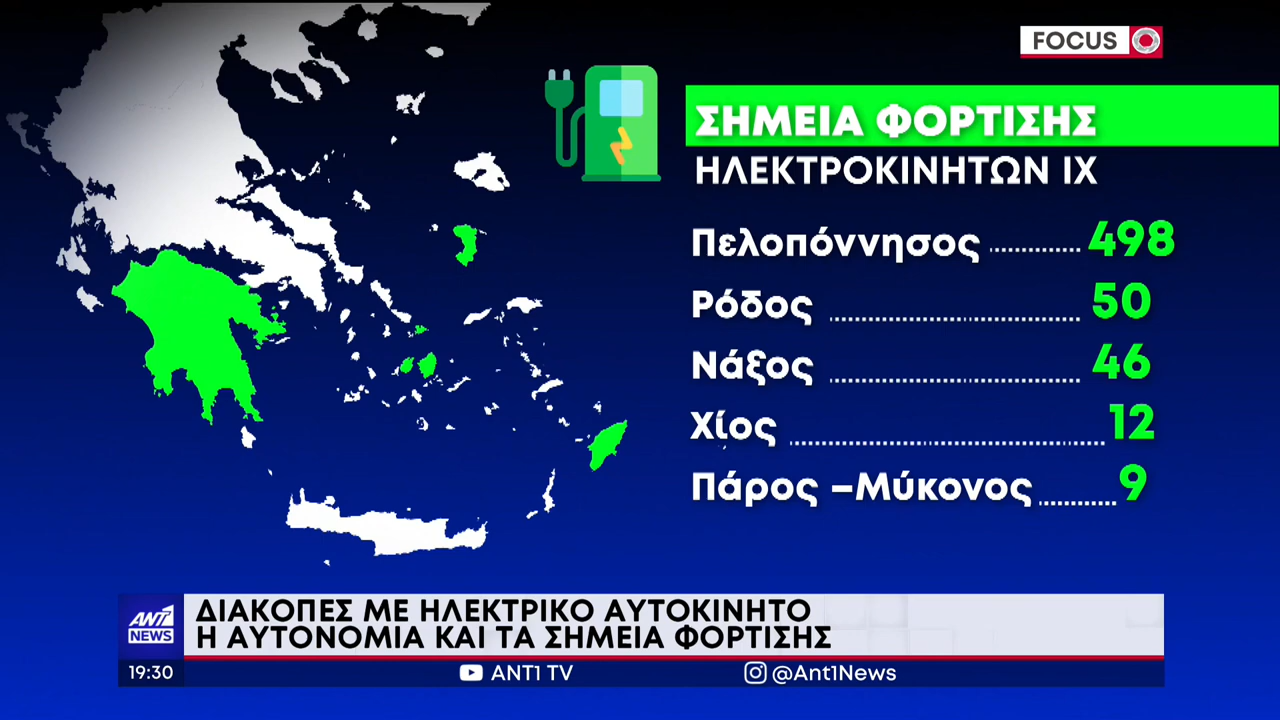 FOCUS
ΣΗΜΕΙΑ ΦΟΡΤΙΣΗΣ
ΗΛΕΚΤΡΟΚΙΝΗΤΩΝ ΙΧ
Πελοπόννησος 498
Ρόδος 50
Νάξος 46
Χίος 12
Πάρος –Μύκονος 9
ΑΝΤ1 NEWS
ΔΙΑΚΟΠΕΣ ΜΕ ΗΛΕΚΤΡΙΚΟ ΑΥΤΟΚΙΝΗΤΟ
Η ΑΥΤΟΝΟΜΙΑ ΚΑΙ ΤΑ ΣΗΜΕΙΑ ΦΟΡΤΙΣΗΣ
19:30 ANT1 TV @Ant1News